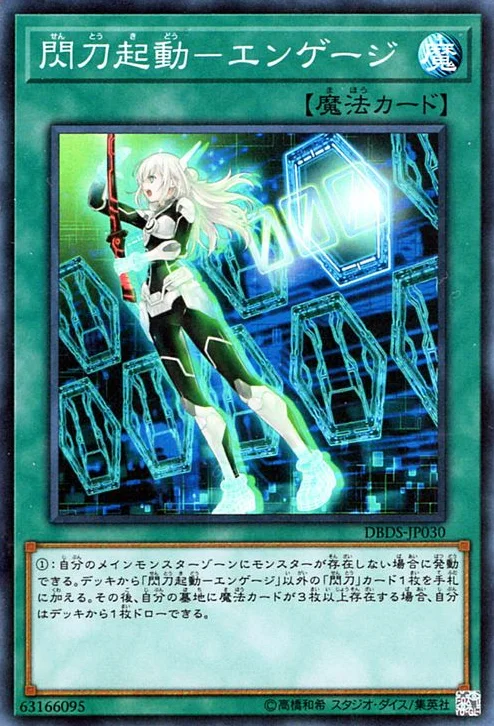 閃刀起動－エンゲージ
魔
【魔法カード】
DBDS-JP030
①：自分のメインモンスターゾーンにモンスターが存在しない場合に発動
できる。デッキから「閃刀起動－エンゲージ」以外の「閃刀」カード１枚を手札
に加える。その後、自分の墓地に魔法カードが３枚以上存在する場合、自分
はデッキから１枚ドローできる。
63166095
©高橋和希 スタジオ・ダイス/集英社